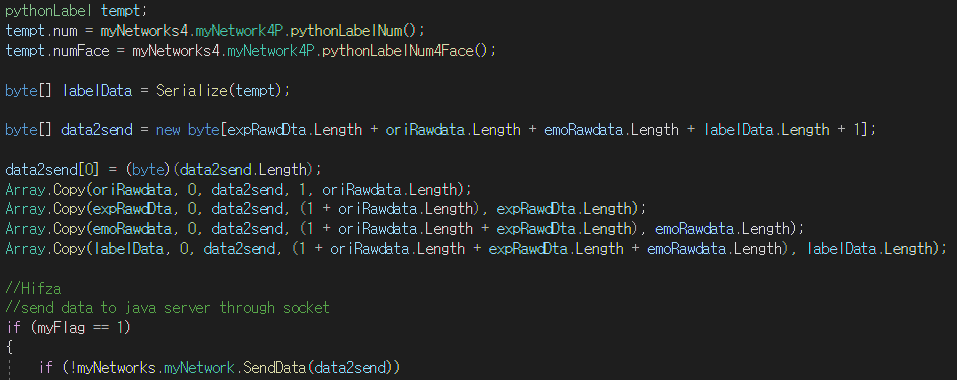 pythonLabel tempt;
tempt.num = myNetworks4.myNetwork4P.pythonLabelNum();
tempt.numFace = myNetworks4.myNetwork4P.pythonLabelNum4Face();
byte[] labelData = Serialize(tempt);
byte[] data2send = new byte[expRawdDta.Length + oriRawdata.Length + emoRawdata.Length + labelData.Length + 1];
data2send[0] = (byte)(data2send.Length);
Array.Copy(oriRawdata, 0, data2send, 1, oriRawdata.Length);
Array.Copy(expRawdDta, 0, data2send, (1 + oriRawdata.Length), expRawdDta.Length);
Array.Copy(emoRawdata, 0, data2send, (1 + oriRawdata.Length + expRawdDta.Length), emoRawdata.Length);
Array.Copy(labelData, 0, data2send, (1 + oriRawdata.Length + expRawdDta.Length + emoRawdata.Length), labelData.Length);
//Hifza
//send data to java server through socket
if (myFlag == 1)
{
if (!myNetworks.myNetwork.SendData(data2send))